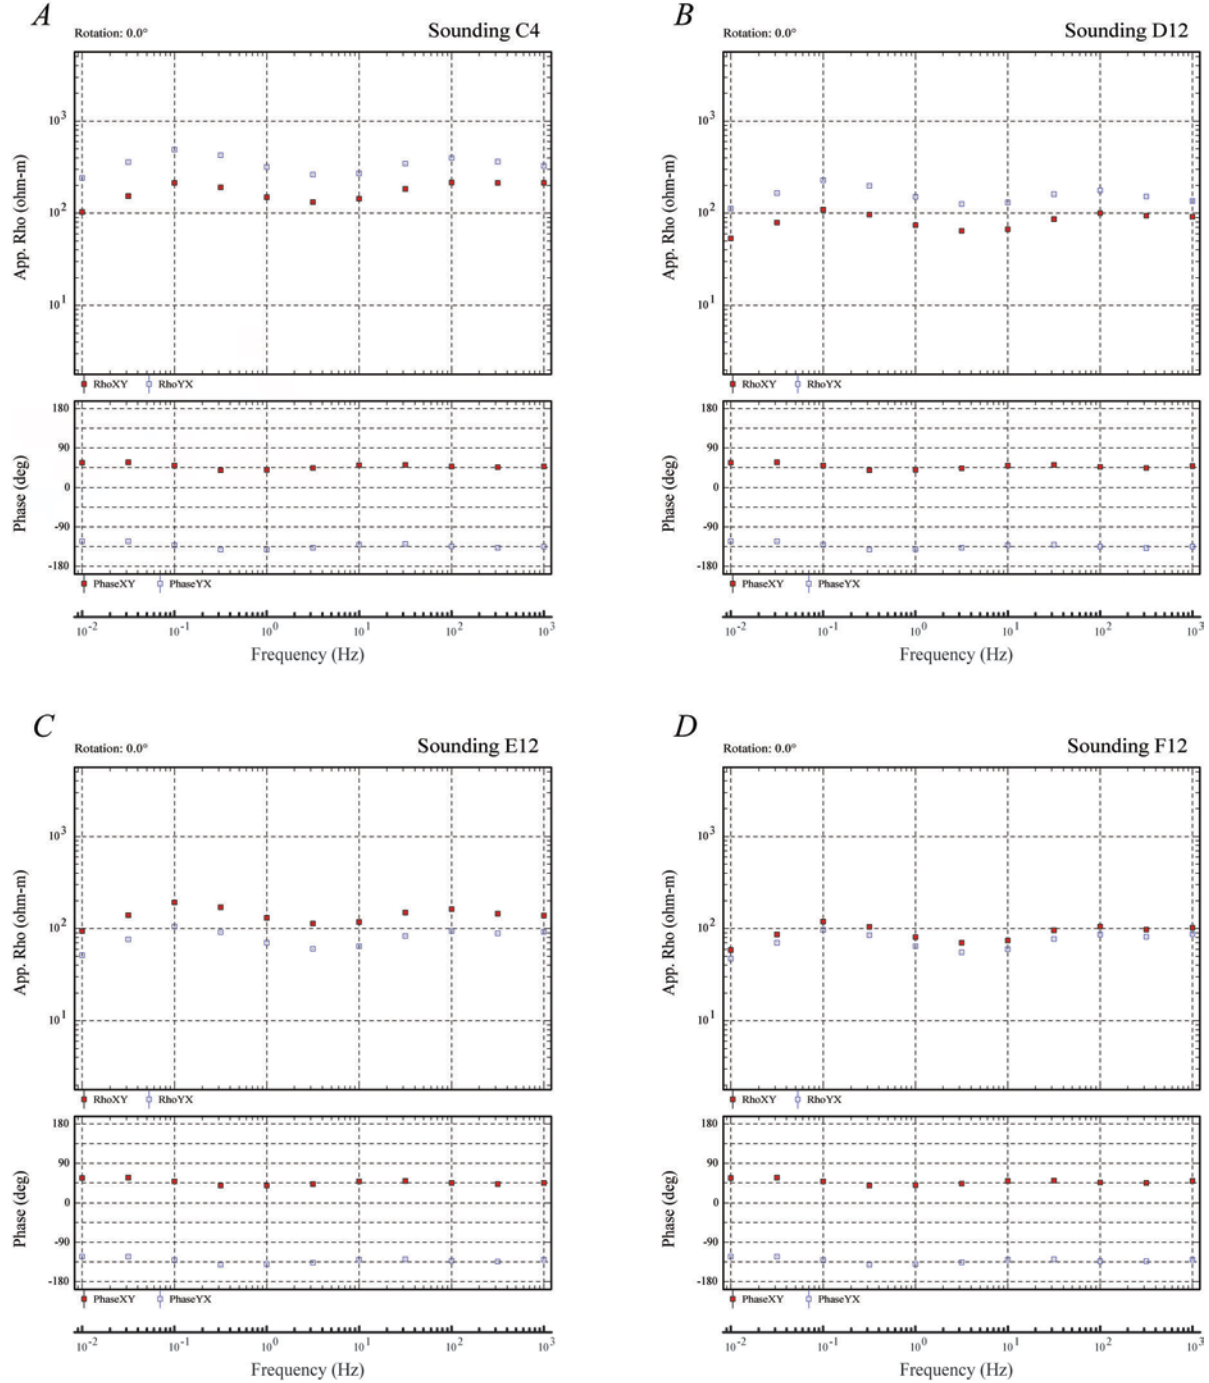 A
Rotation: 0.0°
Sounding C4
App. Rho (ohm-m)
10³
10²
10¹
RhoXY RhoYX
Phase (deg)
180
90
0
-90
-180
PhaseXY PhaseYX
10⁻² 10⁻¹ 10⁰ 10¹ 10² 10³
Frequency (Hz)
B
Rotation: 0.0°
Sounding D12
App. Rho (ohm-m)
10³
10²
10¹
RhoXY RhoYX
Phase (deg)
180
90
0
-90
-180
PhaseXY PhaseYX
10⁻² 10⁻¹ 10⁰ 10¹ 10² 10³
Frequency (Hz)
C
Rotation: 0.0°
Sounding E12
App. Rho (ohm-m)
10³
10²
10¹
RhoXY RhoYX
Phase (deg)
180
90
0
-90
-180
PhaseXY PhaseYX
10⁻² 10⁻¹ 10⁰ 10¹ 10² 10³
Frequency (Hz)
D
Rotation: 0.0°
Sounding F12
App. Rho (ohm-m)
10³
10²
10¹
RhoXY RhoYX
Phase (deg)
180
90
0
-90
-180
PhaseXY PhaseYX
10⁻² 10⁻¹ 10⁰ 10¹ 10² 10³
Frequency (Hz)